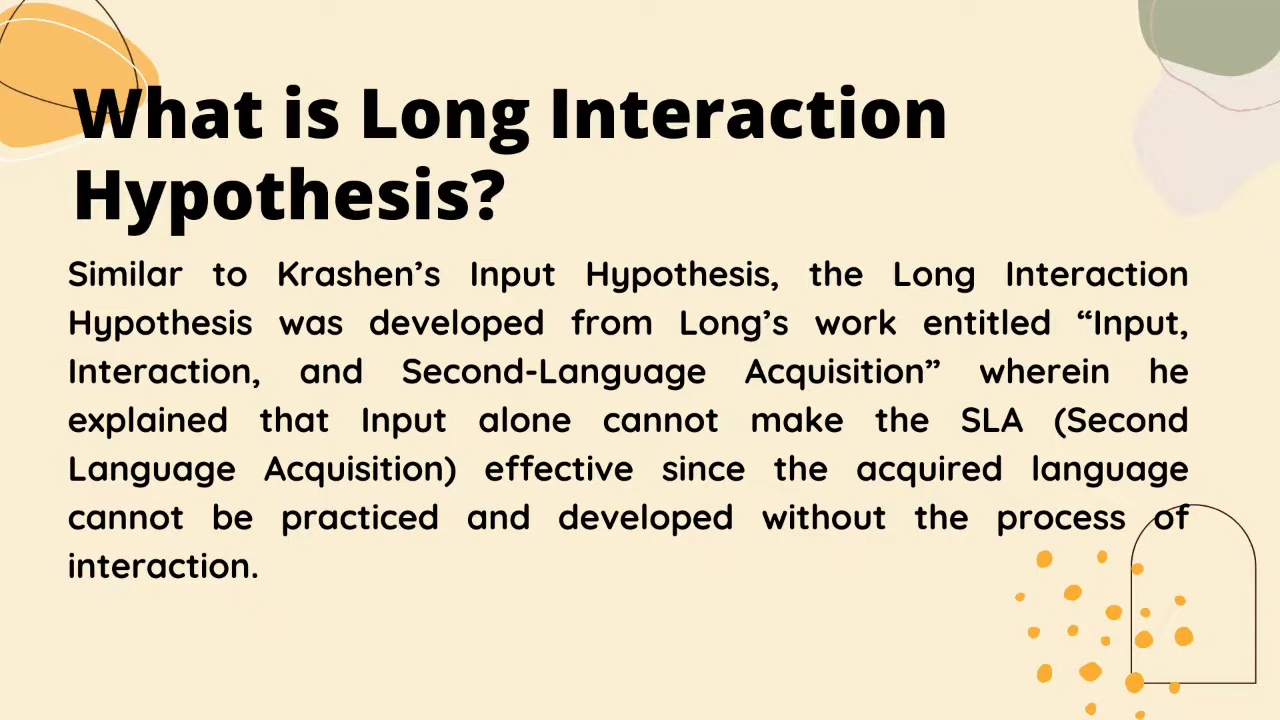 What is Long Interaction
Hypothesis?
Similar to Krashen’s Input Hypothesis, the Long Interaction
Hypothesis was developed from Long’s work entitled “Input,
Interaction, and Second-Language Acquisition” wherein he
explained that Input alone cannot make the SLA (Second
Language Acquisition) effective since the acquired language
cannot be practiced and developed without the process of
interaction.